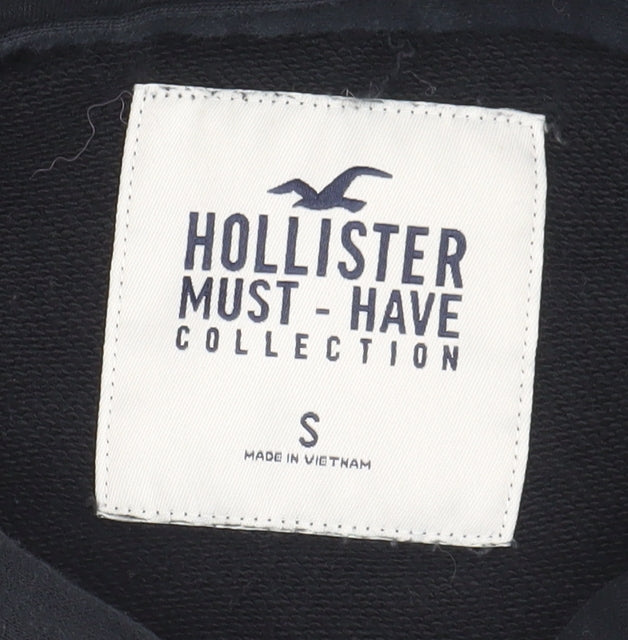 HOLLISTER
MUST - HAVE
COLLECTION
S
MADE IN VIETNAM